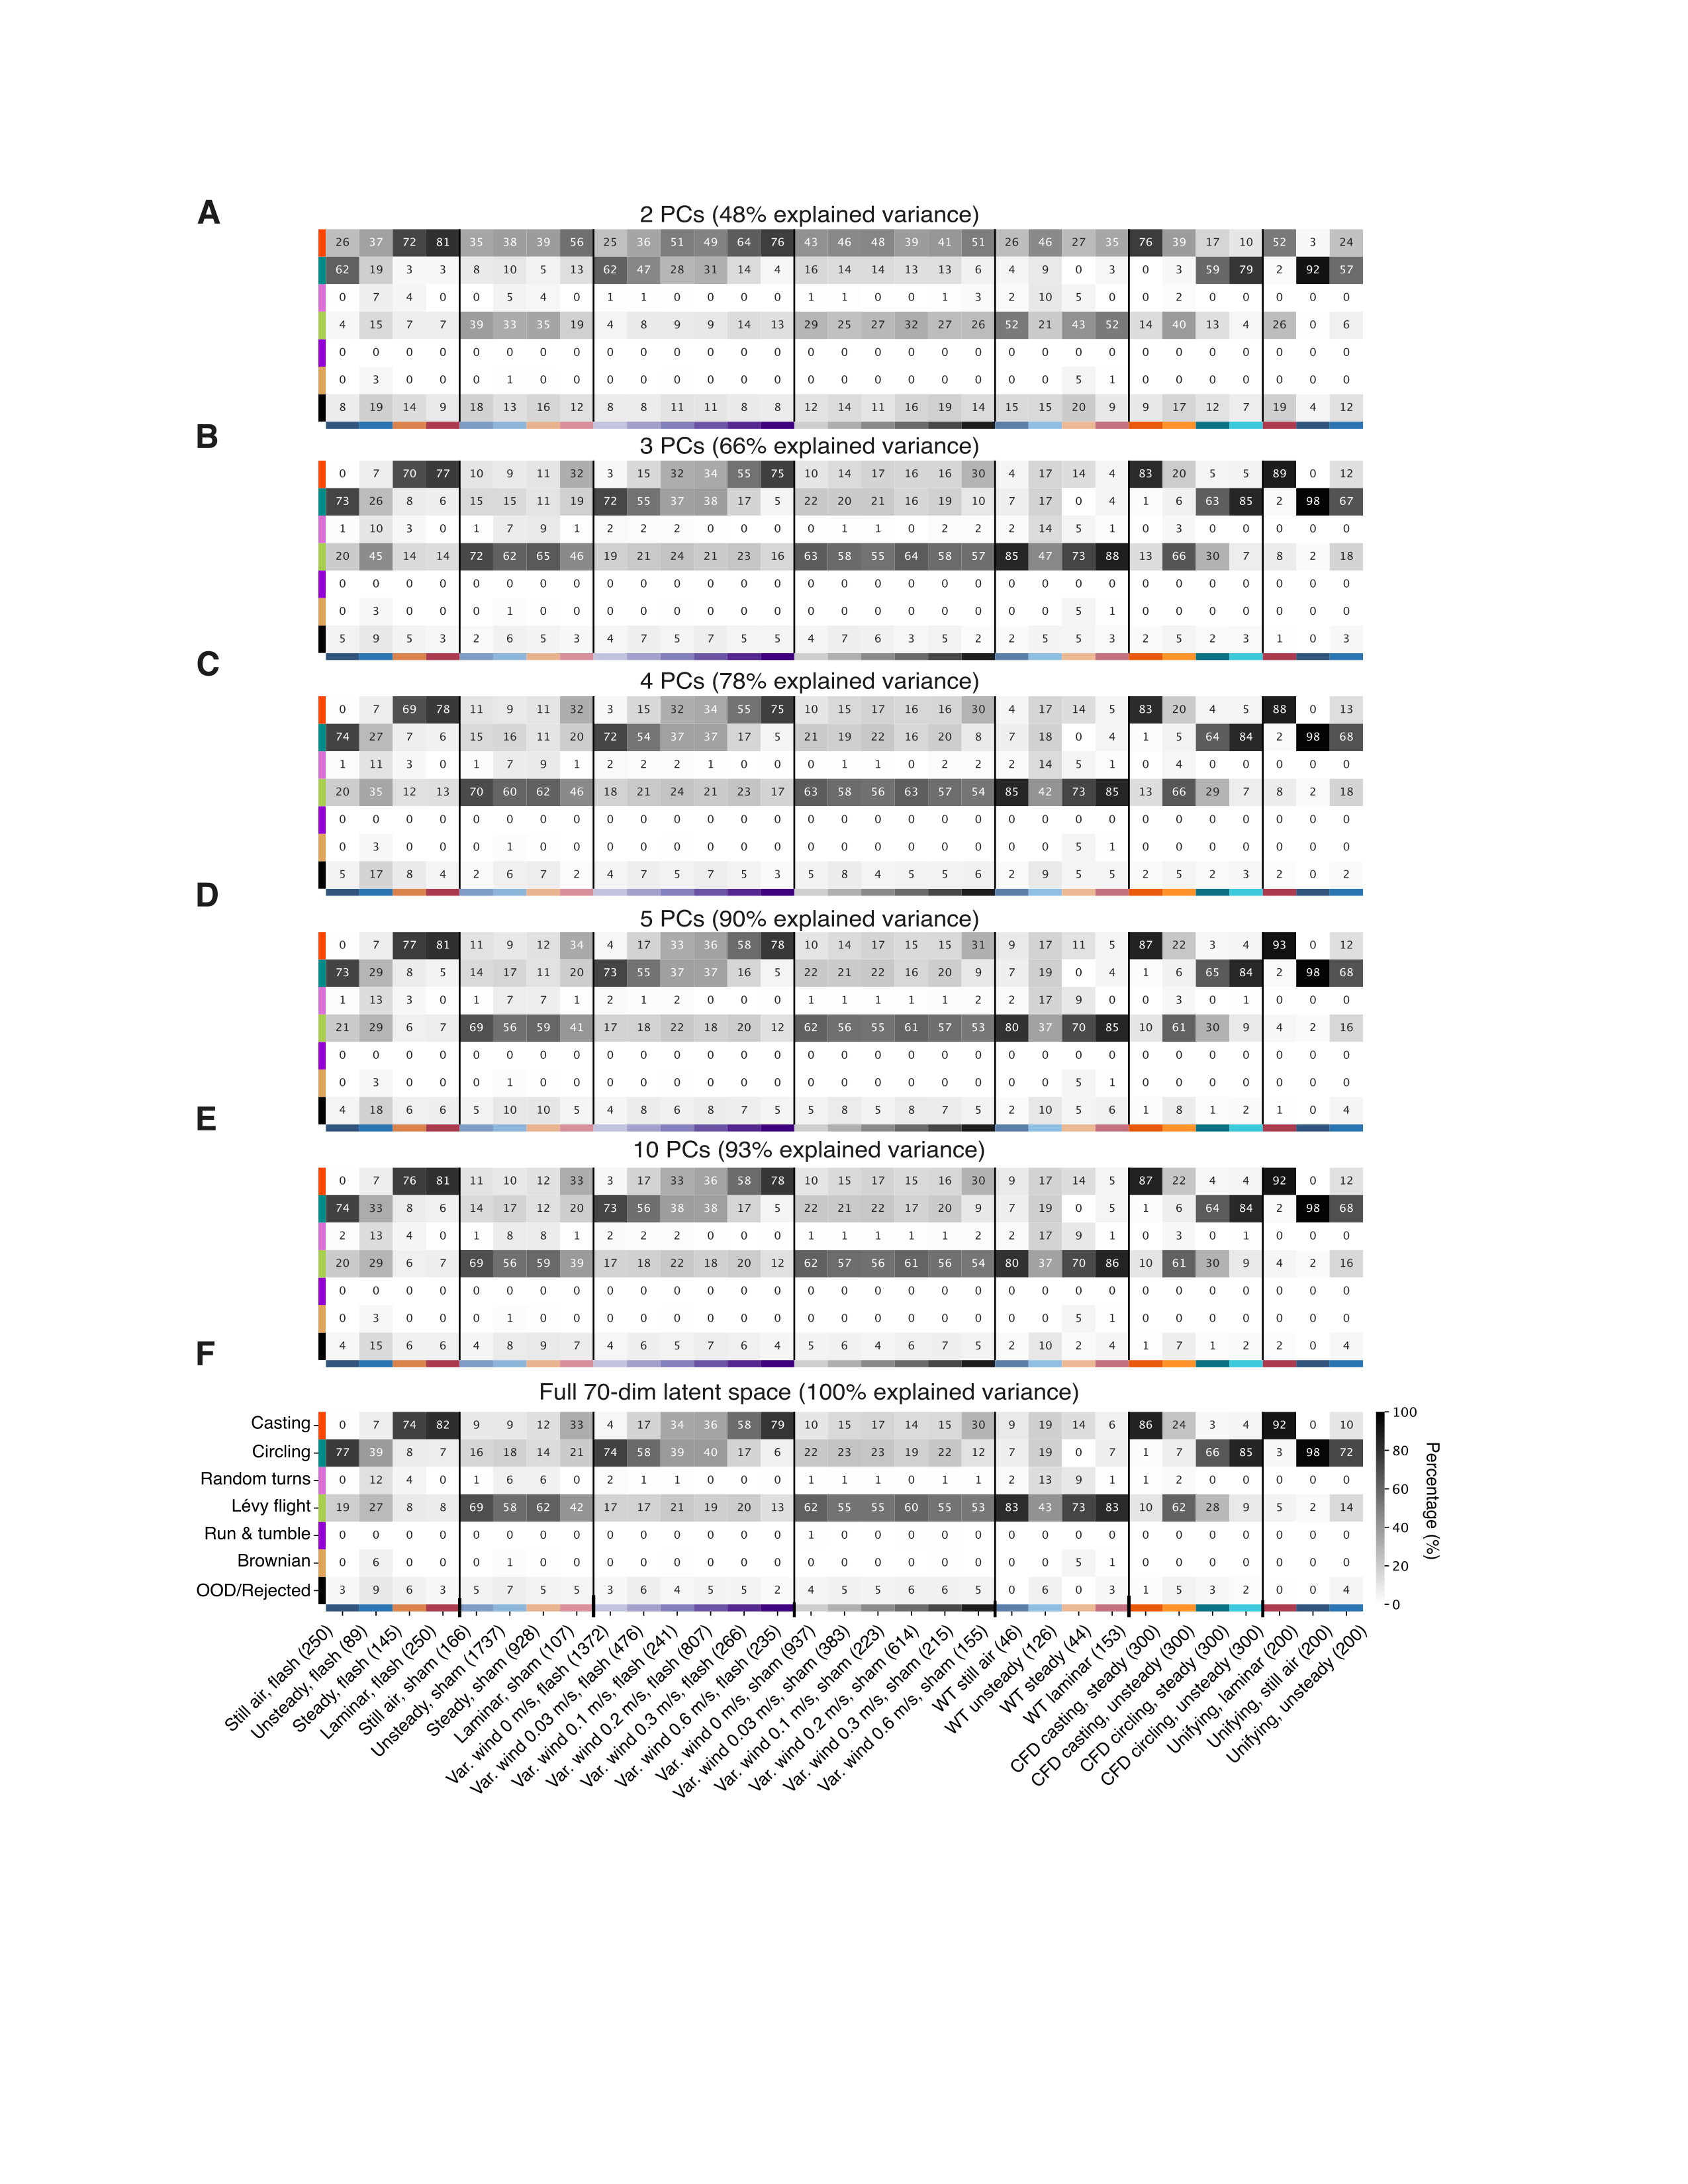 A
2 PCs (48% explained variance)
26 37 72 81 35 38 39 56 25 36 51 49 64 76 43 46 48 39 41 51 26 46 27 35 76 39 17 10 52 3 24
62 19 3 3 8 10 5 13 62 47 28 31 14 4 16 14 14 13 13 6 4 9 0 3 0 3 59 79 2 92 57
0 7 4 0 0 5 4 0 1 1 0 0 0 0 1 1 0 0 1 3 2 10 5 0 0 2 0 0 0 0 0
4 15 7 7 39 33 35 19 4 8 9 9 14 13 29 25 27 32 27 26 52 21 43 52 14 40 13 4 26 0 6
0 0 0 0 0 0 0 0 0 0 0 0 0 0 0 0 0 0 0 0 0 0 0 0 0 0 0 0 0 0 0
0 3 0 0 0 1 0 0 0 0 0 0 0 0 0 0 0 0 0 0 0 0 5 1 0 0 0 0 0 0 0
8 19 14 9 18 13 16 12 8 8 11 11 8 8 12 14 11 16 19 14 15 15 20 9 9 17 12 7 19 4 12
B
3 PCs (66% explained variance)
0 7 70 77 10 9 11 32 3 15 32 34 55 75 10 14 17 16 16 30 4 17 14 4 83 20 5 5 89 0 12
73 26 8 6 15 15 11 19 72 55 37 38 17 5 22 20 21 16 19 10 7 17 0 4 1 6 63 85 2 98 67
1 10 3 0 1 7 9 1 2 2 2 0 0 0 0 1 1 0 2 2 2 14 5 1 0 3 0 0 0 0 0
20 45 14 14 72 62 65 46 19 21 24 21 23 16 63 58 55 64 58 57 85 47 73 88 13 66 30 7 8 2 18
0 0 0 0 0 0 0 0 0 0 0 0 0 0 0 0 0 0 0 0 0 0 0 0 0 0 0 0 0 0 0
0 3 0 0 0 1 0 0 0 0 0 0 0 0 0 0 0 0 0 0 0 0 5 1 0 0 0 0 0 0 0
5 9 5 3 2 6 5 3 4 7 5 7 5 5 4 7 6 3 5 2 2 5 5 3 2 5 2 3 1 0 3
C
4 PCs (78% explained variance)
0 7 69 78 11 9 11 32 3 15 32 34 55 75 10 15 17 16 16 30 4 17 14 5 83 20 4 5 88 0 13
74 27 7 6 15 16 11 20 72 54 37 37 17 5 21 19 22 16 20 8 7 18 0 4 1 5 64 84 2 98 68
1 11 3 0 1 7 9 1 2 2 2 1 0 0 0 1 1 0 2 2 2 14 5 1 0 4 0 0 0 0 0
20 35 12 13 70 60 62 46 18 21 24 21 23 17 63 58 56 63 57 54 85 42 73 85 13 66 29 7 8 2 18
0 0 0 0 0 0 0 0 0 0 0 0 0 0 0 0 0 0 0 0 0 0 0 0 0 0 0 0 0 0 0
0 3 0 0 0 1 0 0 0 0 0 0 0 0 0 0 0 0 0 0 0 0 5 1 0 0 0 0 0 0 0
5 17 8 4 2 6 7 2 4 7 5 7 5 3 5 8 4 5 5 6 2 9 5 5 2 5 2 3 2 0 2
D
5 PCs (90% explained variance)
0 7 77 81 11 9 12 34 4 17 33 36 58 78 10 14 17 15 15 31 9 17 11 5 87 22 3 4 93 0 12
73 29 8 5 14 17 11 20 73 55 37 37 16 5 22 21 22 16 20 9 7 19 0 4 1 6 65 84 2 98 68
1 13 3 0 1 7 7 1 2 1 2 0 0 0 1 1 1 1 1 2 2 17 9 0 0 3 0 1 0 0 0
21 29 6 7 69 56 59 41 17 18 22 18 20 12 62 56 55 61 57 53 80 37 70 85 10 61 30 9 4 2 16
0 0 0 0 0 0 0 0 0 0 0 0 0 0 0 0 0 0 0 0 0 0 0 0 0 0 0 0 0 0 0
0 3 0 0 0 1 0 0 0 0 0 0 0 0 0 0 0 0 0 0 0 0 5 1 0 0 0 0 0 0 0
4 18 6 6 5 10 10 5 4 8 6 8 7 5 5 8 5 8 7 5 2 10 5 6 1 8 1 2 1 0 4
E
10 PCs (93% explained variance)
0 7 76 81 11 10 12 33 3 17 33 36 58 78 10 15 17 15 16 30 9 17 14 5 87 22 4 4 92 0 12
74 33 8 6 14 17 12 20 73 56 38 38 17 5 22 21 22 17 20 9 7 19 0 5 1 6 64 84 2 98 68
2 13 4 0 1 8 8 1 2 2 2 0 0 0 1 1 1 1 1 2 2 17 9 1 0 3 0 1 0 0 0
20 29 6 7 69 56 59 39 17 18 22 18 20 12 62 57 56 61 56 54 80 37 70 86 10 61 30 9 4 2 16
0 0 0 0 0 0 0 0 0 0 0 0 0 0 0 0 0 0 0 0 0 0 0 0 0 0 0 0 0 0 0
0 3 0 0 0 1 0 0 0 0 0 0 0 0 0 0 0 0 0 0 0 0 5 1 0 0 0 0 0 0 0
4 15 6 6 4 8 9 7 4 6 5 7 6 4 5 6 4 6 7 5 2 10 2 4 1 7 1 2 2 0 4
F
Full 70-dim latent space (100% explained variance)
Casting 0 7 74 82 9 9 12 33 4 17 34 36 58 79 10 15 17 14 15 30 9 19 14 6 86 24 3 4 92 0 10
Circling 77 39 8 7 16 18 14 21 74 58 39 40 17 6 22 23 23 19 22 12 7 19 0 7 1 7 66 85 3 98 72
Random turns 0 12 4 0 1 6 6 0 2 1 1 0 0 0 1 1 1 0 1 1 2 13 9 1 1 2 0 0 0 0 0
Lévy flight 19 27 8 8 69 58 62 42 17 17 21 19 20 13 62 55 55 60 55 53 83 43 73 83 10 62 28 9 5 2 14
Run & tumble 0 0 0 0 0 0 0 0 0 0 0 0 0 0 1 0 0 0 0 0 0 0 0 0 0 0 0 0 0 0 0
Brownian 0 6 0 0 0 1 0 0 0 0 0 0 0 0 0 0 0 0 0 0 0 0 5 1 0 0 0 0 0 0 0
OOD/Rejected 3 9 6 3 5 7 5 5 3 6 4 5 5 2 4 5 5 6 6 5 0 6 0 3 1 5 3 2 0 0 4
100
80
60
40
20
0
Percentage (%)
Still air, flash (250)
Unsteady, flash (89)
Steady, flash (145)
Laminar, flash (250)
Still air, sham (166)
Unsteady, sham (1737)
Steady, sham (928)
Laminar, sham (107)
Var. wind 0 m/s, flash (1372)
Var. wind 0.03 m/s, flash (476)
Var. wind 0.1 m/s, flash (241)
Var. wind 0.2 m/s, flash (807)
Var. wind 0.3 m/s, flash (266)
Var. wind 0.6 m/s, flash (235)
Var. wind 0 m/s, sham (937)
Var. wind 0.03 m/s, sham (383)
Var. wind 0.1 m/s, sham (223)
Var. wind 0.2 m/s, sham (614)
Var. wind 0.3 m/s, sham (215)
Var. wind 0.6 m/s, sham (155)
WT still air (46)
WT unsteady (126)
WT steady (44)
WT laminar (153)
CFD casting, steady (300)
CFD casting, unsteady (300)
CFD circling, steady (300)
CFD circling, unsteady (300)
Unifying, laminar (200)
Unifying, still air (200)
Unifying, unsteady (200)